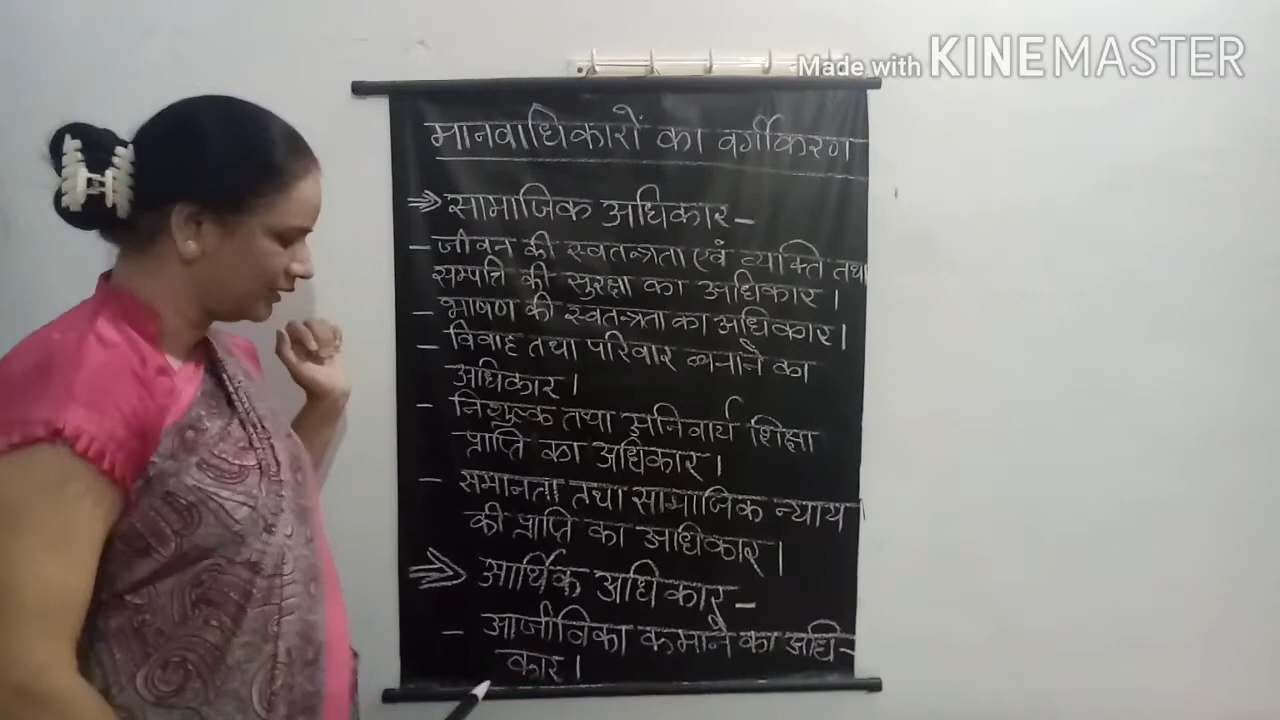 Made with KINEMASTER
मानवाधिकारों का वर्गीकरण
⇒ सामाजिक अधिकार -
- जीवन की स्वतन्त्रता एवं व्यक्ति तथा
सम्पत्ति की सुरक्षा का अधिकार।
- भाषण की स्वतन्त्रता का अधिकार।
- विवाह तथा परिवार बनाने का
अधिकार।
- निशुल्क तथा अनिवार्य शिक्षा
प्राप्ति का अधिकार।
- समानता तथा सामाजिक न्याय
की प्राप्ति का अधिकार।
⇒ आर्थिक अधिकार -
- आजीविका कमाने का अधि-
कार।